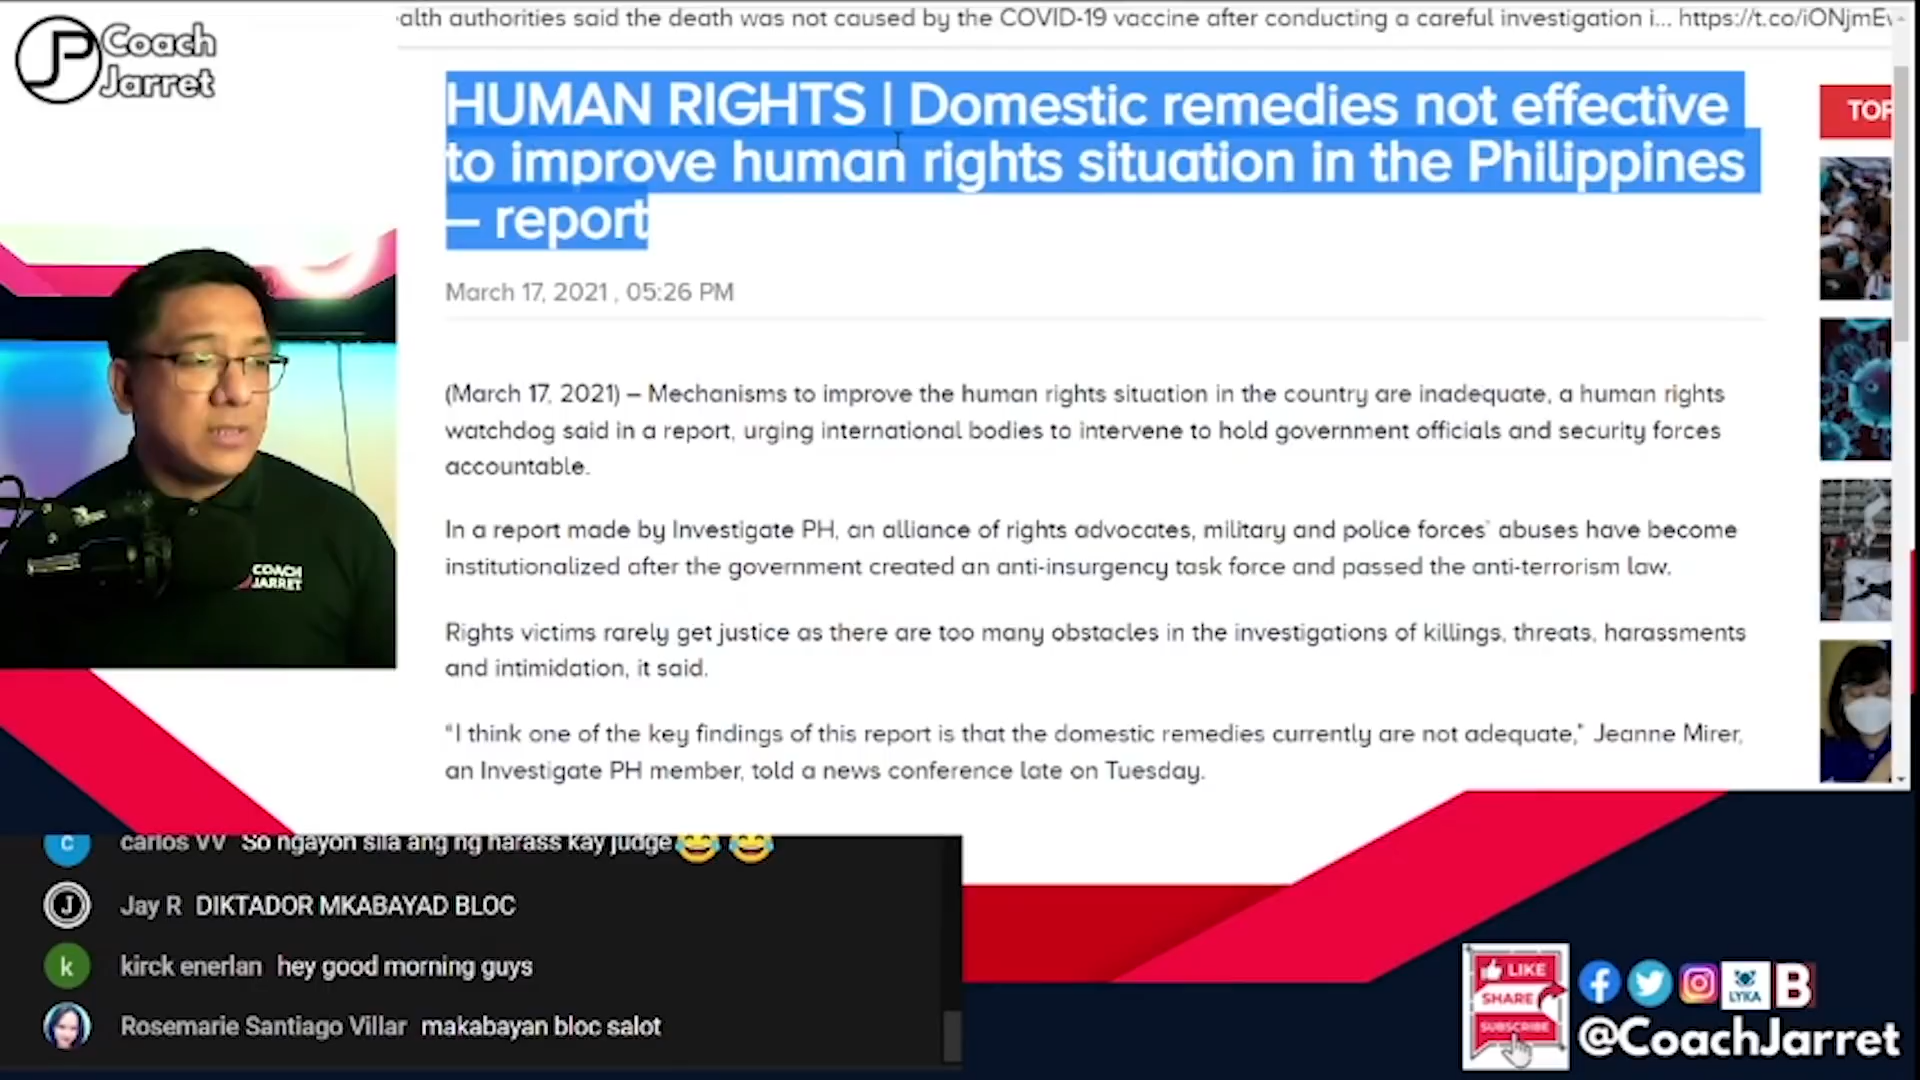 Coach
Jarret
ealth authorities said the death was not caused by the COVID-19 vaccine after conducting a careful investigation i... https://t.co/iONjmEv
HUMAN RIGHTS | Domestic remedies not effective
to improve human rights situation in the Philippines
– report
TOP
March 17, 2021 , 05:26 PM
(March 17, 2021) – Mechanisms to improve the human rights situation in the country are inadequate, a human rights
watchdog said in a report, urging international bodies to intervene to hold government officials and security forces
accountable.
In a report made by Investigate PH, an alliance of rights advocates, military and police forces' abuses have become
institutionalized after the government created an anti-insurgency task force and passed the anti-terrorism law.
Rights victims rarely get justice as there are too many obstacles in the investigations of killings, threats, harassments
and intimidation, it said.
“I think one of the key findings of this report is that the domestic remedies currently are not adequate,” Jeanne Mirer,
an Investigate PH member, told a news conference late on Tuesday.
COACH
JARRET
c carlos VV So ngayon sila ang ng harass kay judge😂 😂
J Jay R DIKTADOR MKABAYAD BLOC
k kirck enerlan hey good morning guys
Rosemarie Santiago Villar makabayan bloc salot
LIKE
SHARE
SUBSCRIBE
LYKA
B
@CoachJarret